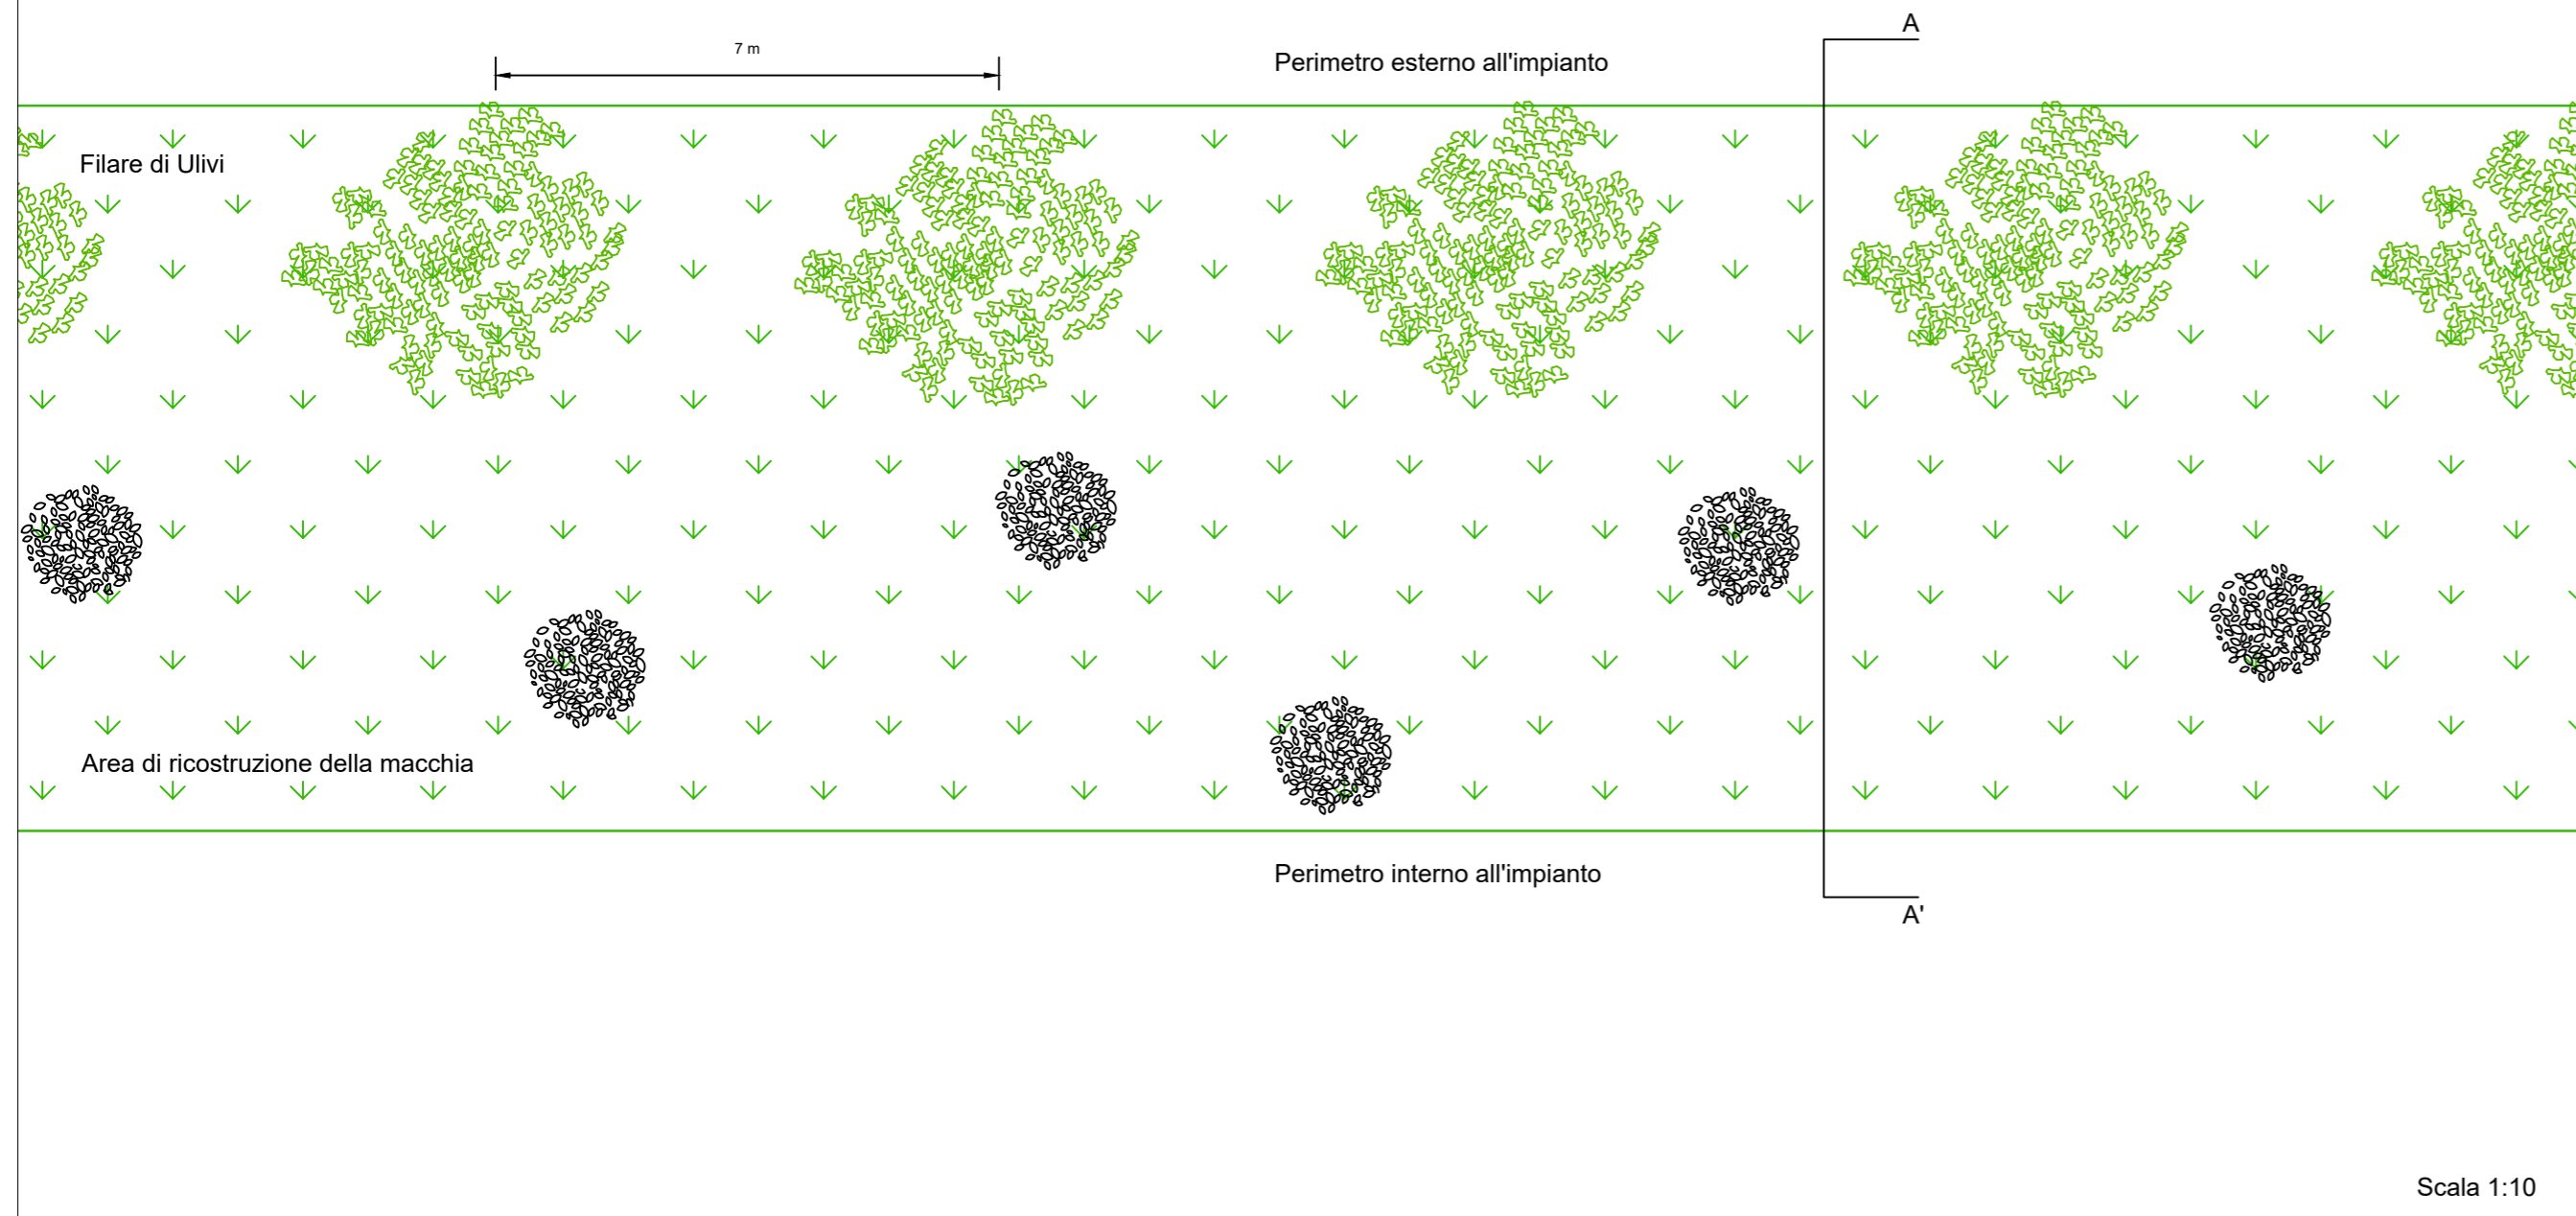 A
7 m
Perimetro esterno all'impianto
Filare di Ulivi
Area di ricostruzione della macchia
Perimetro interno all'impianto
A'
Scala 1:10